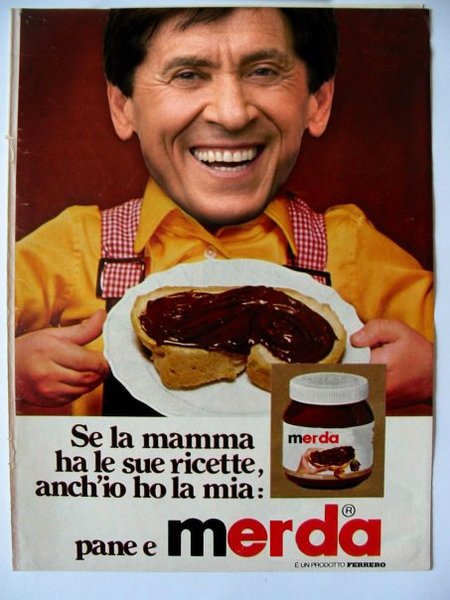 merda
Se la mamma
ha le sue ricette,
anch'io ho la mia:
pane e merda®
È UN PRODOTTO FERRERO